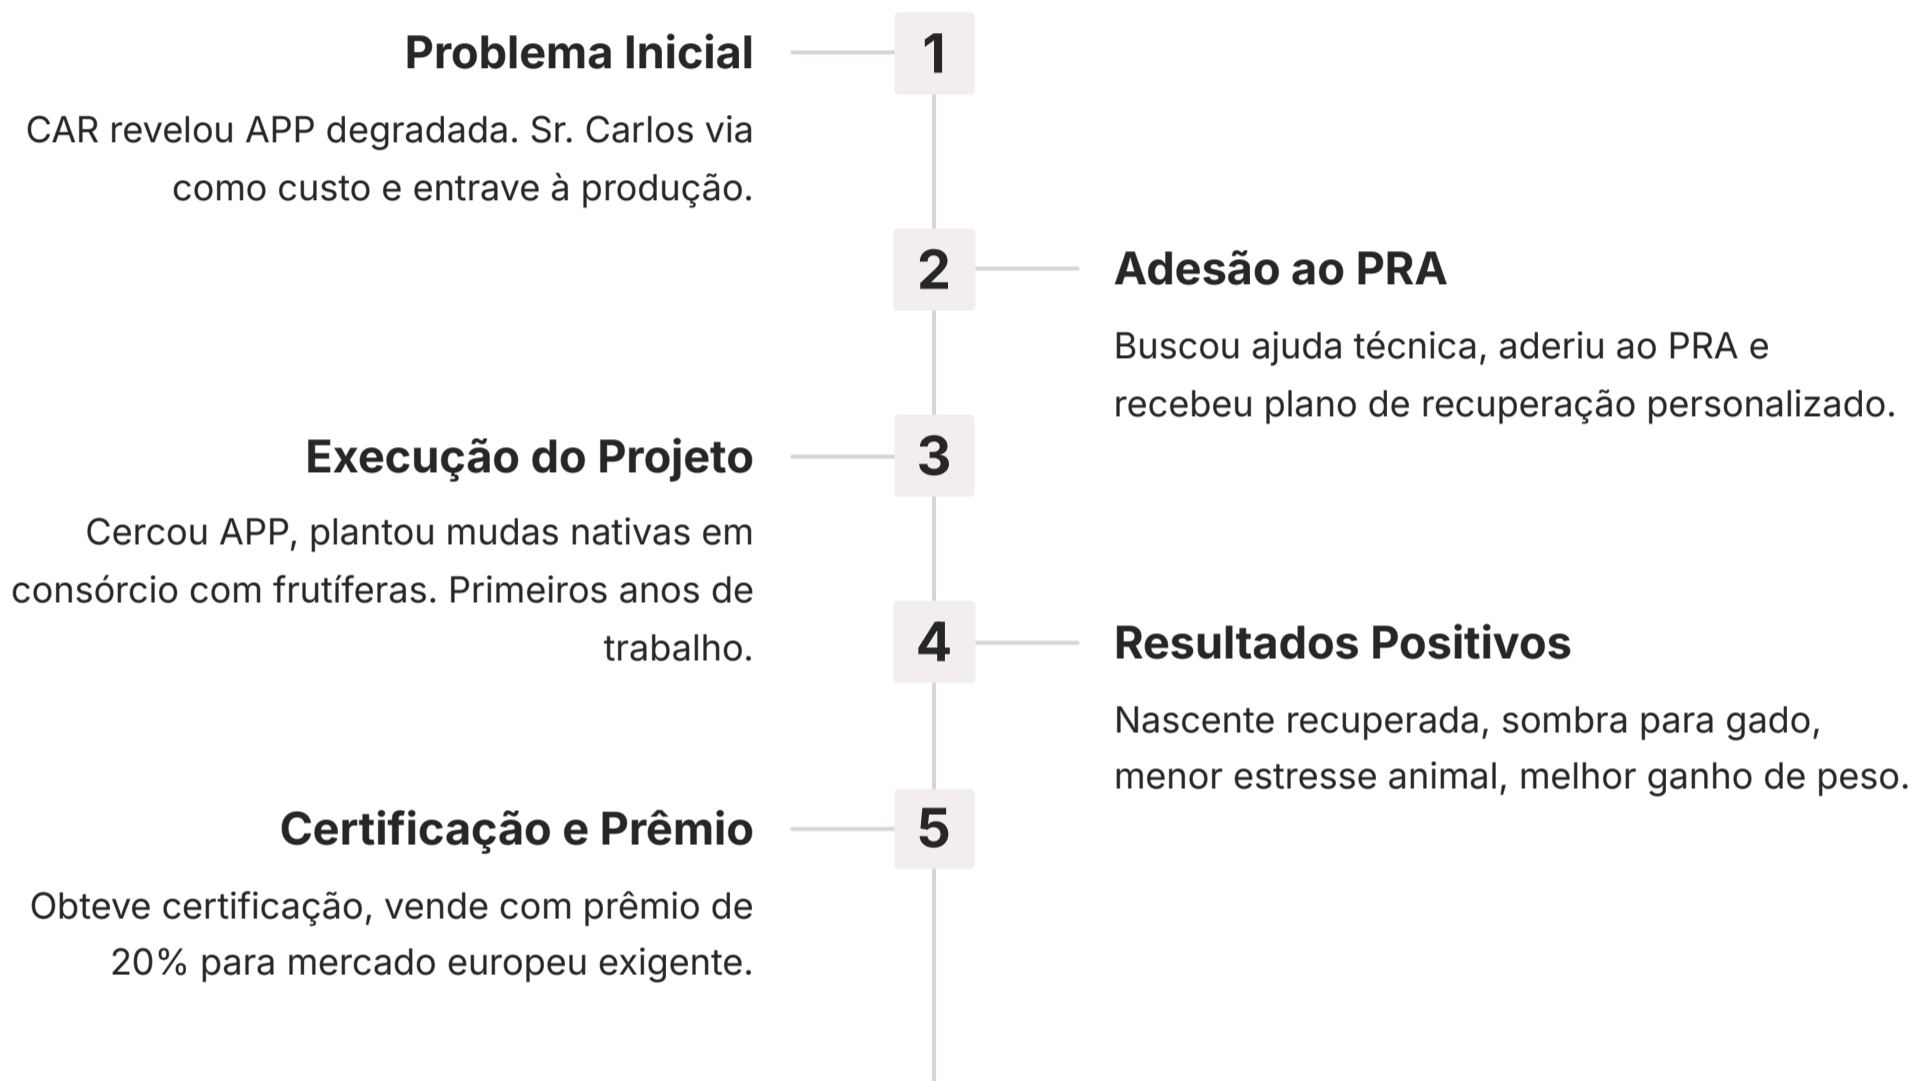 Problema Inicial
1
CAR revelou APP degradada. Sr. Carlos via
como custo e entrave à produção.
2
Adesão ao PRA
Buscou ajuda técnica, aderiu ao PRA e
recebeu plano de recuperação personalizado.
Execução do Projeto
3
Cercou APP, plantou mudas nativas em
consórcio com frutíferas. Primeiros anos de
trabalho.
4
Resultados Positivos
Nascente recuperada, sombra para gado,
menor estresse animal, melhor ganho de peso.
Certificação e Prêmio
5
Obteve certificação, vende com prêmio de
20% para mercado europeu exigente.